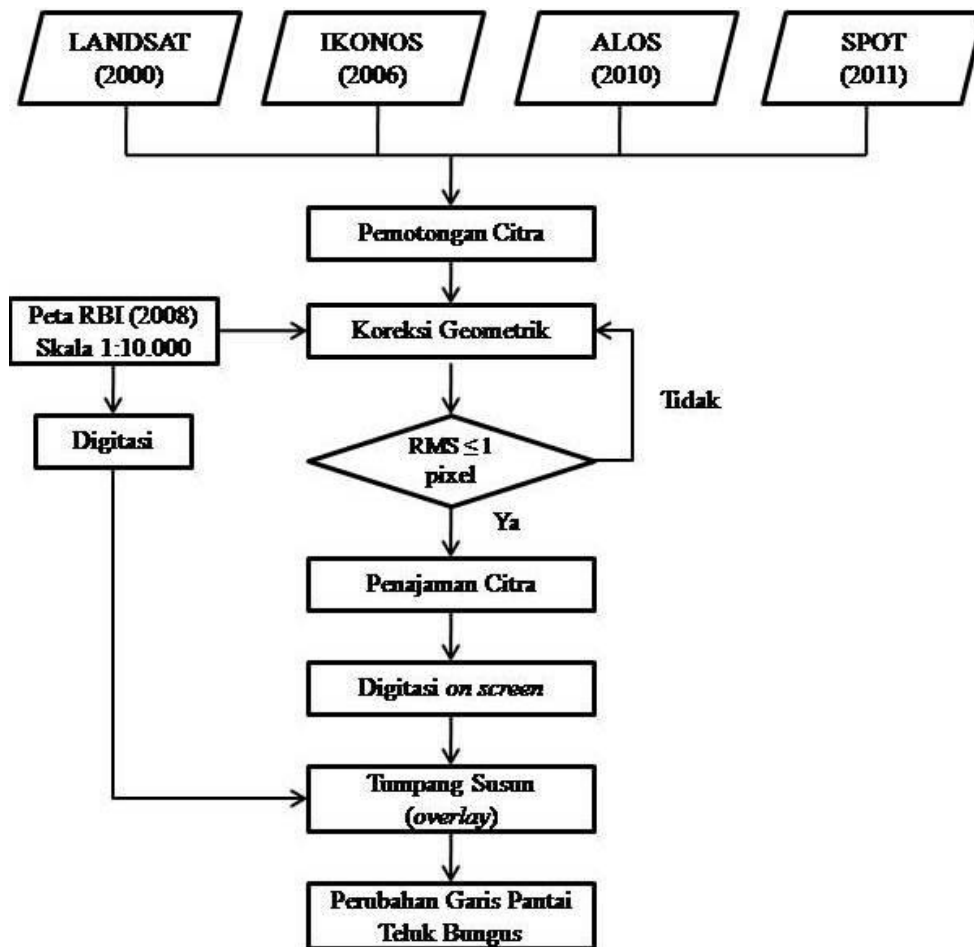 LANDSAT
(2000)
IKONOS
(2006)
ALOS
(2010)
SPOT
(2011)
Pemotongan Citra
Peta RBI (2008)
Skala 1:10.000
Koreksi Geometrik
Tidak
Digitasi
RMS ≤ 1
pixel
Ya
Penajaman Citra
Digitasi on screen
Tumpang Susun
(overlay)
Perubahan Garis Pantai
Teluk Bungus